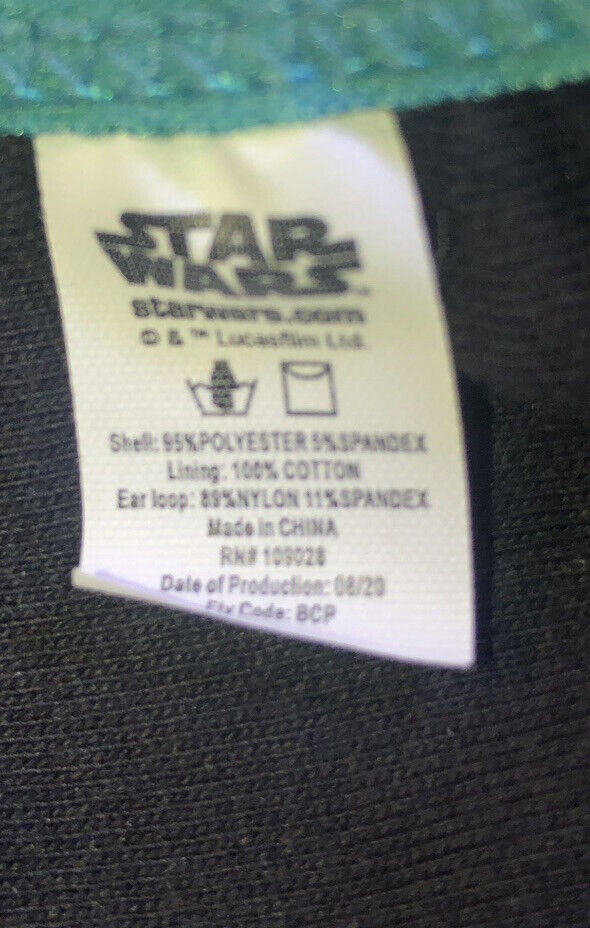 STAR
WARS
starwars.com
© & ™ Lucasfilm Ltd.
Shell: 95%POLYESTER 5%SPANDEX
Lining: 100% COTTON
Ear loop: 89%NYLON 11%SPANDEX
Made in CHINA
RN# 109028
Date of Production: 08/20
Code: BCP